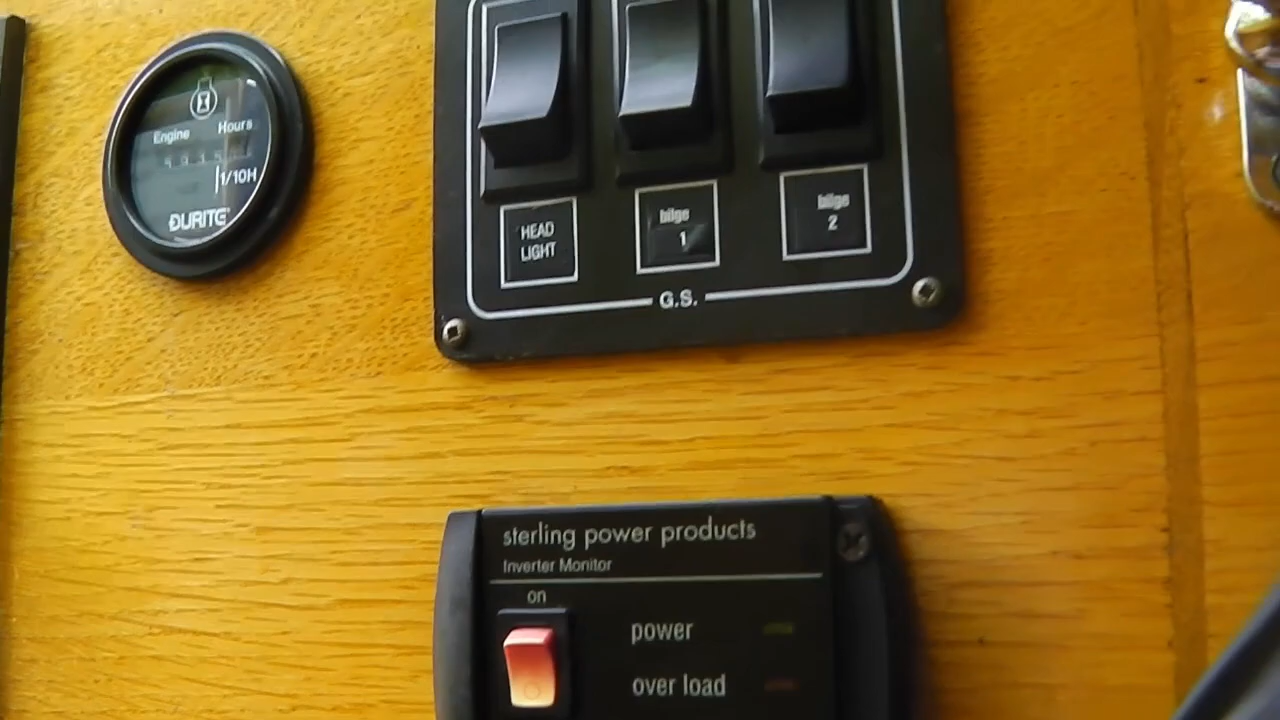 Engine Hours
1/10H
DURITE
HEAD
LIGHT
bilge
1
bilge
2
G.S.
sterling power products
Inverter Monitor
on
power
over load